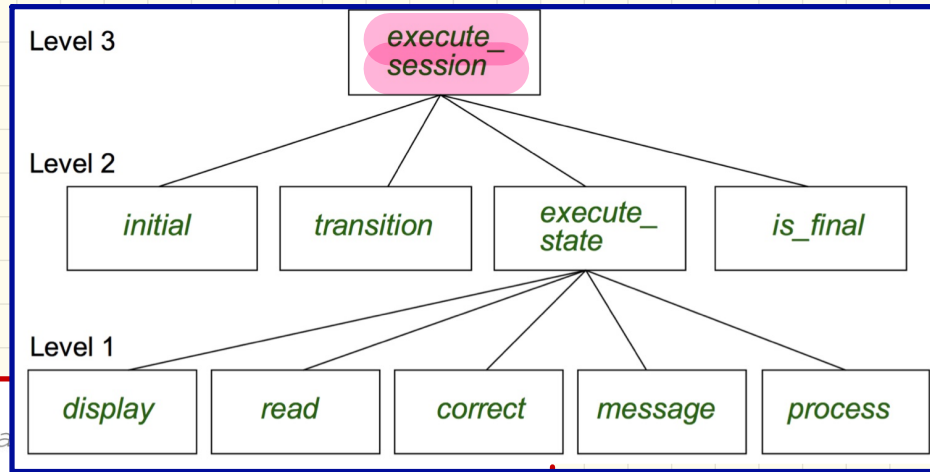 Level 3
execute_
session
Level 2
initial
transition
execute_
state
is_final
Level 1
display
read
correct
message
process